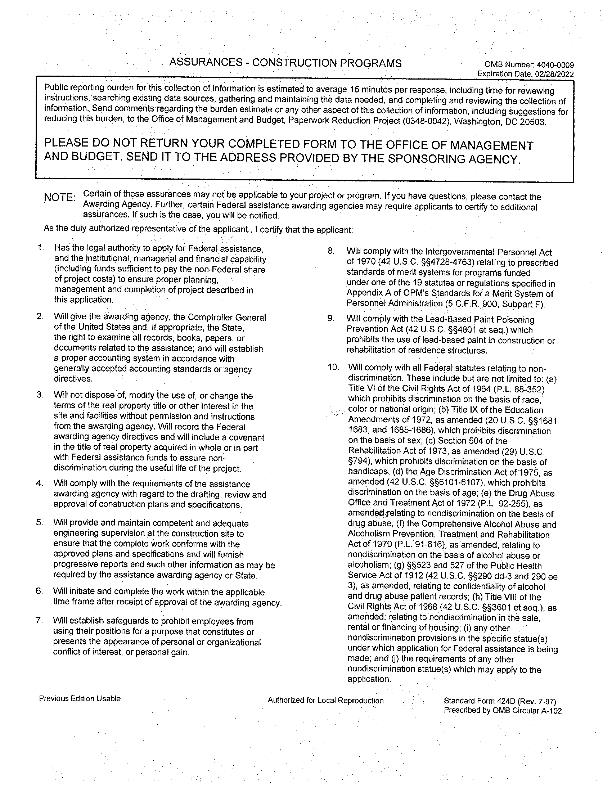 ASSURANCES - CONSTRUCTION PROGRAMS
OMB Number: 4040-0009
Expiration Date: 02/28/2022
Public reporting burden for this collection of information is estimated to average 15 minutes per response, including time for reviewing
instructions, searching existing data sources, gathering and maintaining the data needed, and completing and reviewing the collection of
information. Send comments regarding the burden estimate or any other aspect of this collection of information, including suggestions for
reducing this burden, to the Office of Management and Budget, Paperwork Reduction Project (0348-0042), Washington, DC 20503.
PLEASE DO NOT RETURN YOUR COMPLETED FORM TO THE OFFICE OF MANAGEMENT
AND BUDGET. SEND IT TO THE ADDRESS PROVIDED BY THE SPONSORING AGENCY.
NOTE: Certain of these assurances may not be applicable to your project or program. If you have questions, please contact the
Awarding Agency. Further, certain Federal assistance awarding agencies may require applicants to certify to additional
assurances. If such is the case, you will be notified.
As the duly authorized representative of the applicant:, I certify that the applicant:
1. Has the legal authority to apply for Federal assistance,
and the institutional, managerial and financial capability
(including funds sufficient to pay the non-Federal share
of project costs) to ensure proper planning,
management and completion of project described in
this application.
2. Will give the awarding agency, the Comptroller General
of the United States and, if appropriate, the State,
the right to examine all records, books, papers, or
documents related to the assistance; and will establish
a proper accounting system in accordance with
generally accepted accounting standards or agency
directives.
3. Will not dispose of, modify the use of, or change the
terms of the real property title or other interest in the
site and facilities without permission and instructions
from the awarding agency. Will record the Federal
awarding agency directives and will include a covenant
in the title of real property acquired in whole or in part
with Federal assistance funds to assure non-
discrimination during the useful life of the project.
4. Will comply with the requirements of the assistance
awarding agency with regard to the drafting, review and
approval of construction plans and specifications.
5. Will provide and maintain competent and adequate
engineering supervision at the construction site to
ensure that the complete work conforms with the
approved plans and specifications and will furnish
progressive reports and such other information as may be
required by the assistance awarding agency or State.
6. Will initiate and complete the work within the applicable
time frame after receipt of approval of the awarding agency.
7. Will establish safeguards to prohibit employees from
using their positions for a purpose that constitutes or
presents the appearance of personal or organizational
conflict of interest, or personal gain.
8. Will comply with the Intergovernmental Personnel Act
of 1970 (42 U.S.C. §§4728-4763) relating to prescribed
standards of merit systems for programs funded
under one of the 19 statutes or regulations specified in
Appendix A of OPM's Standards for a Merit System of
Personnel Administration (5 C.F.R. 900, Subpart F).
9. Will comply with the Lead-Based Paint Poisoning
Prevention Act (42 U.S.C. §§4801 et seq.) which
prohibits the use of lead-based paint in construction or
rehabilitation of residence structures.
10. Will comply with all Federal statutes relating to non-
discrimination. These include but are not limited to: (a)
Title VI of the Civil Rights Act of 1964 (P.L. 88-352)
which prohibits discrimination on the basis of race,
color or national origin; (b) Title IX of the Education
Amendments of 1972, as amended (20 U.S.C. §§1681
1683, and 1685-1686), which prohibits discrimination
on the basis of sex; (c) Section 504 of the
Rehabilitation Act of 1973, as amended (29) U.S.C.
§794), which prohibits discrimination on the basis of
handicaps; (d) the Age Discrimination Act of 1975, as
amended (42 U.S.C. §§6101-6107), which prohibits
discrimination on the basis of age; (e) the Drug Abuse
Office and Treatment Act of 1972 (P.L. 92-255), as
amended relating to nondiscrimination on the basis of
drug abuse; (f) the Comprehensive Alcohol Abuse and
Alcoholism Prevention, Treatment and Rehabilitation
Act of 1970 (P.L. 91-616), as amended, relating to
nondiscrimination on the basis of alcohol abuse or
alcoholism; (g) §§523 and 527 of the Public Health
Service Act of 1912 (42 U.S.C. §§290 dd-3 and 290 ee
3), as amended, relating to confidentiality of alcohol
and drug abuse patient records; (h) Title VIII of the
Civil Rights Act of 1968 (42 U.S.C. §§3601 et seq.), as
amended, relating to nondiscrimination in the sale,
rental or financing of housing; (i) any other
nondiscrimination provisions in the specific statue(s)
under which application for Federal assistance is being
made; and (j) the requirements of any other
nondiscrimination statue(s) which may apply to the
application.
Previous Edition Usable
Authorized for Local Reproduction
Standard Form 424D (Rev. 7-97)
Prescribed by OMB Circular A-102